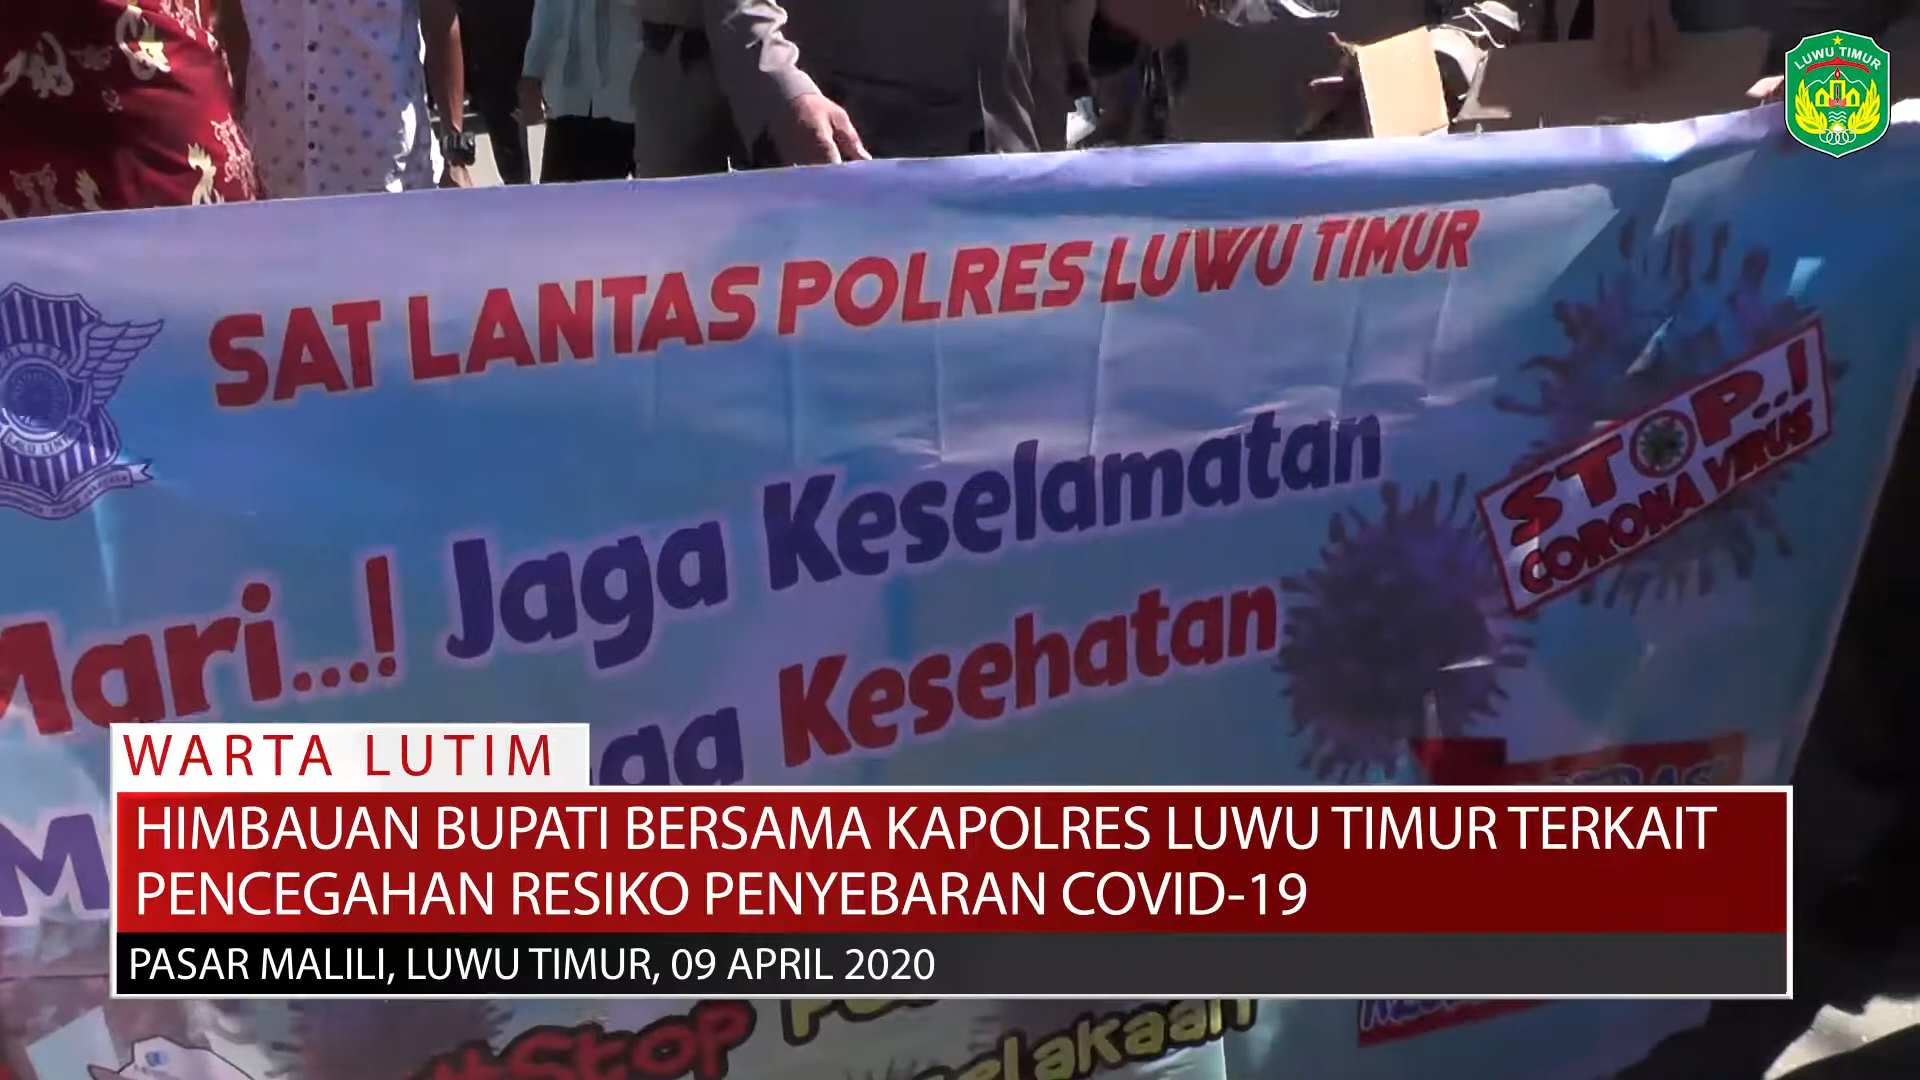 LUWU TIMUR
SAT LANTAS POLRES LUWU TIMUR
STOP..!
CORONA VIRUS
Mari...! Jaga Keselamatan
Kesehatan
WARTA LUTIM
HIMBAUAN BUPATI BERSAMA KAPOLRES LUWU TIMUR TERKAIT
PENCEGAHAN RESIKO PENYEBARAN COVID-19
PASAR MALILI, LUWU TIMUR, 09 APRIL 2020
#Stop